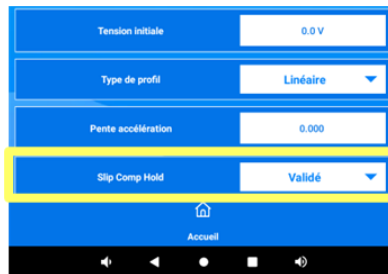 Tension initiale 0.0 V
Type de profil Linéaire
Pente accélération 0.000
Slip Comp Hold Validé
Accueil